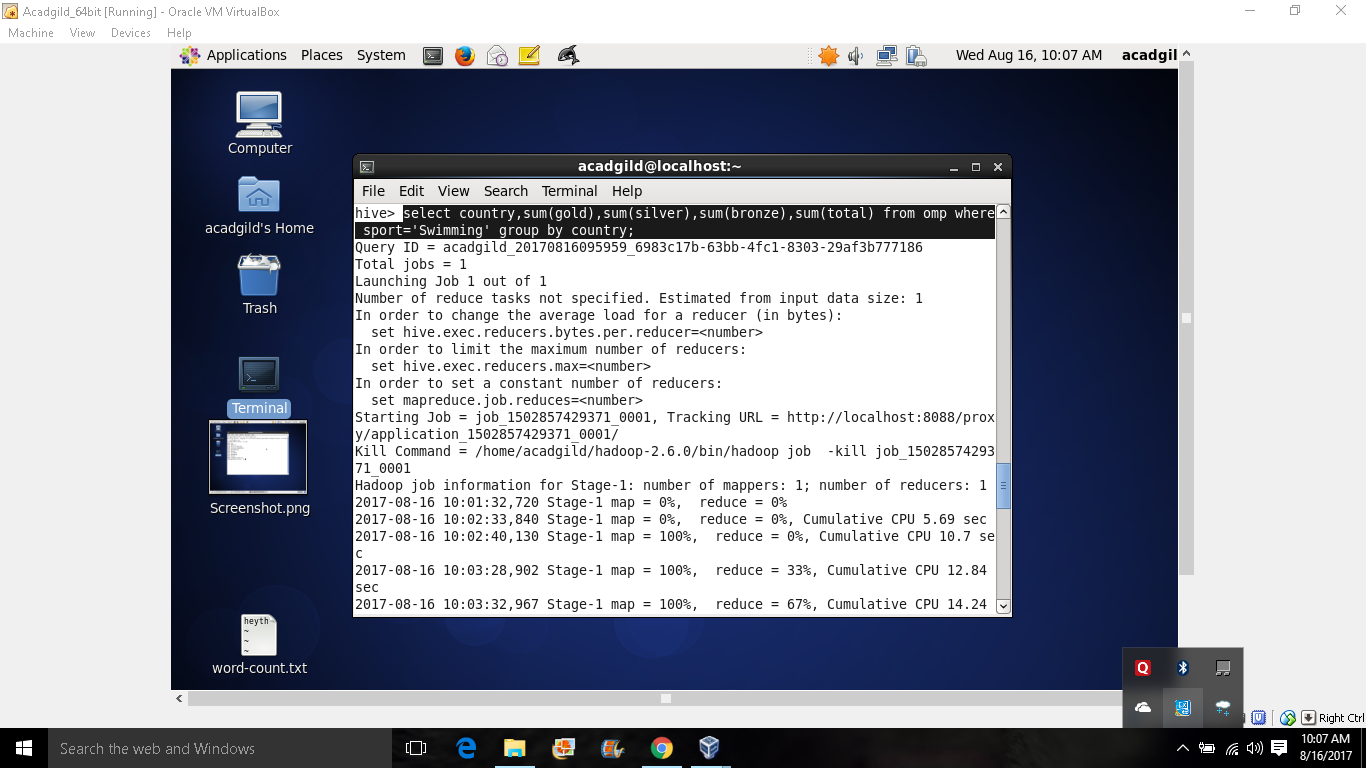 Acadgild_64bit [Running] - Oracle VM VirtualBox
Machine View Devices Help
Applications Places System Wed Aug 16, 10:07 AM acadgil
Computer
acadgild's Home
Trash
Terminal
Screenshot.png
heyth
~
~
~
word-count.txt
acadgild@localhost:~
File Edit View Search Terminal Help
hive> select country,sum(gold),sum(silver),sum(bronze),sum(total) from omp where
 sport='Swimming' group by country;
Query ID = acadgild_20170816095959_6983c17b-63bb-4fc1-8303-29af3b777186
Total jobs = 1
Launching Job 1 out of 1
Number of reduce tasks not specified. Estimated from input data size: 1
In order to change the average load for a reducer (in bytes):
  set hive.exec.reducers.bytes.per.reducer=<number>
In order to limit the maximum number of reducers:
  set hive.exec.reducers.max=<number>
In order to set a constant number of reducers:
  set mapreduce.job.reduces=<number>
Starting Job = job_1502857429371_0001, Tracking URL = http://localhost:8088/prox
y/application_1502857429371_0001/
Kill Command = /home/acadgild/hadoop-2.6.0/bin/hadoop job  -kill job_15028574293
71_0001
Hadoop job information for Stage-1: number of mappers: 1; number of reducers: 1
2017-08-16 10:01:32,720 Stage-1 map = 0%,  reduce = 0%
2017-08-16 10:02:33,840 Stage-1 map = 0%,  reduce = 0%, Cumulative CPU 5.69 sec
2017-08-16 10:02:40,130 Stage-1 map = 100%,  reduce = 0%, Cumulative CPU 10.7 se
c
2017-08-16 10:03:28,902 Stage-1 map = 100%,  reduce = 33%, Cumulative CPU 12.84
sec
2017-08-16 10:03:32,967 Stage-1 map = 100%,  reduce = 67%, Cumulative CPU 14.24
Q
Right Ctrl
Search the web and Windows
10:07 AM
8/16/2017